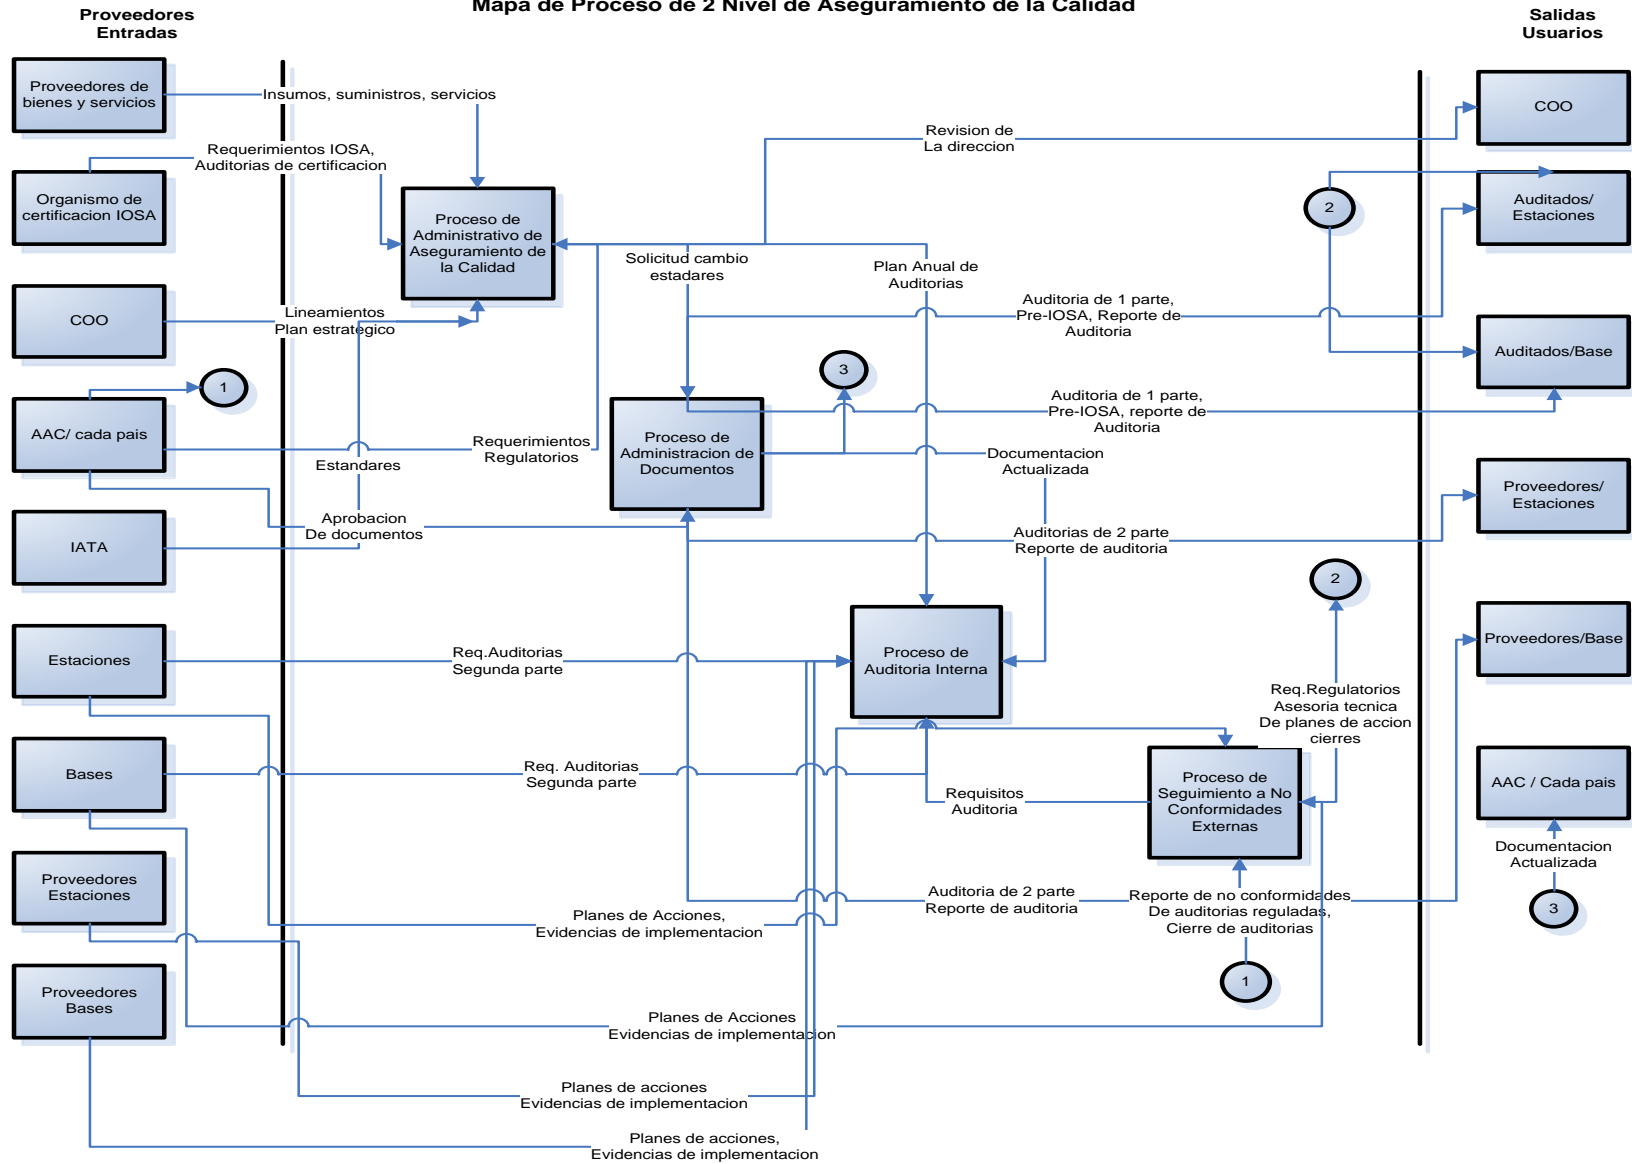 Mapa de Proceso de 2 Nivel de Aseguramiento de la Calidad
Proveedores
Entradas
Salidas
Usuarios
Proveedores de
bienes y servicios
Insumos, suministros, servicios
COO
Revision de
La direccion
Requerimientos IOSA,
Auditorias de certificacion
Organismo de
certificacion IOSA
Proceso de
Administrativo de
Aseguramiento de
la Calidad
2
Auditados/
Estaciones
Solicitud cambio
estadares
Plan Anual de
Auditorias
COO
Lineamientos
Plan estrategico
Auditoria de 1 parte,
Pre-IOSA, Reporte de
Auditoria
Auditados/Base
1
3
AAC/ cada pais
Requerimientos
Regulatorios
Estandares
Proceso de
Administracion de
Documentos
Auditoria de 1 parte,
Pre-IOSA, reporte de
Auditoria
Documentacion
Actualizada
Proveedores/
Estaciones
IATA
Aprobacion
De documentos
Auditorias de 2 parte
Reporte de auditoria
2
Estaciones
Req.Auditorias
Segunda parte
Proceso de
Auditoria Interna
Proveedores/Base
Req.Regulatorios
Asesoria tecnica
De planes de accion
cierres
Bases
Req. Auditorias
Segunda parte
Requisitos
Auditoria
Proceso de
Seguimiento a No
Conformidades
Externas
AAC / Cada pais
Documentacion
Actualizada
Proveedores
Estaciones
Planes de Acciones,
Evidencias de implementacion
Auditoria de 2 parte
Reporte de auditoria
Reporte de no conformidades
De auditorias reguladas,
Cierre de auditorias
3
Proveedores
Bases
1
Planes de Acciones
Evidencias de implementacion
Planes de acciones
Evidencias de implementacion
Planes de acciones,
Evidencias de implementacion